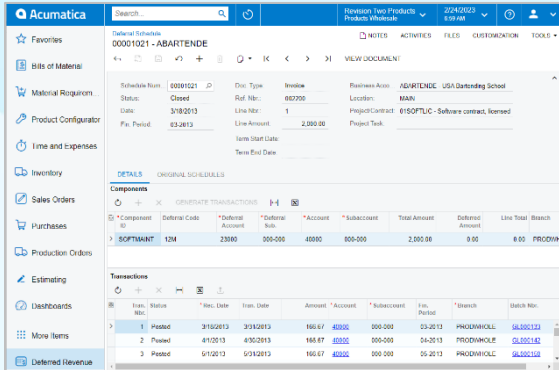 Acumatica
Search...
Revision Two Products
Products Wholesale
2/24/2023
8:59 AM
Favorites
Bills of Material
Material Requirem...
Product Configurator
Time and Expenses
Inventory
Sales Orders
Purchases
Production Orders
Estimating
Dashboards
More Items
Deferred Revenue
Deferral Schedule
00001021 - ABARTENDE
NOTES ACTIVITIES FILES CUSTOMIZATION TOOLS
VIEW DOCUMENT
Schedule Num.: 00001021 Doc. Type: Invoice Business Acco... ABARTENDE USA Bartending School
Status: Closed Ref. Nbr.: 002200 Location: MAIN
Date: 3/18/2013 Line Nbr.: 1 Project/Contract: 01SOFTLIC - Software contract, licensed
Fin. Period: 03-2013 Line Amount: 2,000.00 Project Task:
Term Start Date:
Term End Date:
DETAILS ORIGINAL SCHEDULES
Components
GENERATE TRANSACTIONS
*Component ID Deferral Code *Deferral Account *Deferral Sub. *Account *Subaccount Total Amount Deferred Amount Line Total Branch
SOFTMAINT 12M 23000 000-000 40000 000-000 2,000.00 0.00 0.00 PRODWH
Transactions
Tran. Nbr. Status *Rec. Date Tran. Date Amount *Account *Subaccount Fin. Period *Branch Batch Nbr.
1 Posted 3/18/2013 3/31/2013 166.67 40000 000-000 03-2013 PRODWHOLE GL000133
2 Posted 4/1/2013 4/30/2013 166.67 40000 000-000 04-2013 PRODWHOLE GL000142
3 Posted 5/1/2013 5/31/2013 166.67 40000 000-000 05-2013 PRODWHOLE GL000150